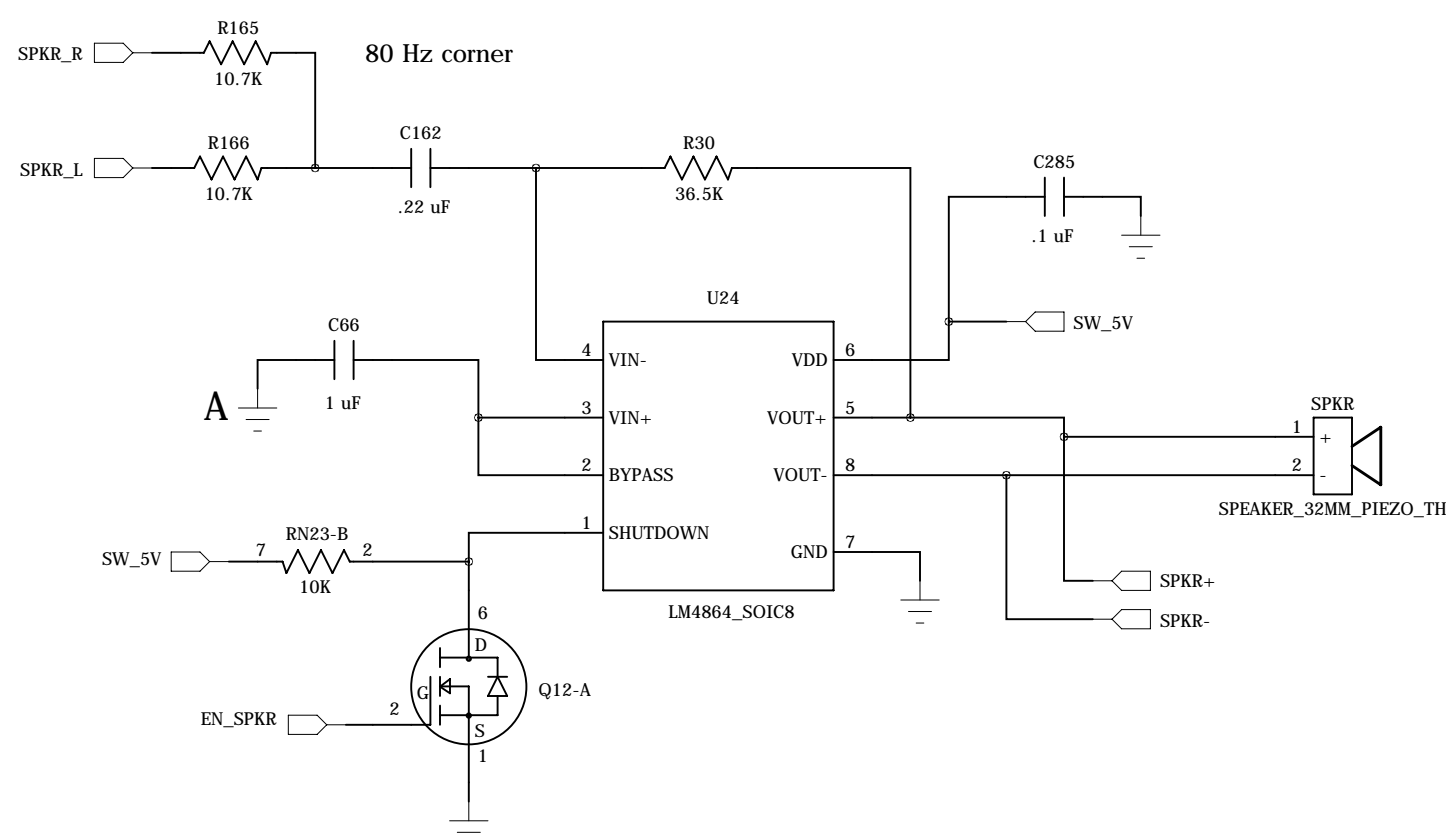 R165
SPKR_R
10.7K
80 Hz corner
R166
SPKR_L
10.7K
C162
.22 uF
R30
36.5K
C285
.1 uF
SW_5V
U24
C66
1 uF
A
4 VIN-
3 VIN+
2 BYPASS
1 SHUTDOWN
VDD 6
VOUT+ 5
VOUT- 8
GND 7
LM4864_SOIC8
SPKR
1 +
2 -
SPEAKER_32MM_PIEZO_TH
SPKR+
SPKR-
RN23-B
SW_5V 7 2
10K
6
D
G
Q12-A
EN_SPKR 2
S
1